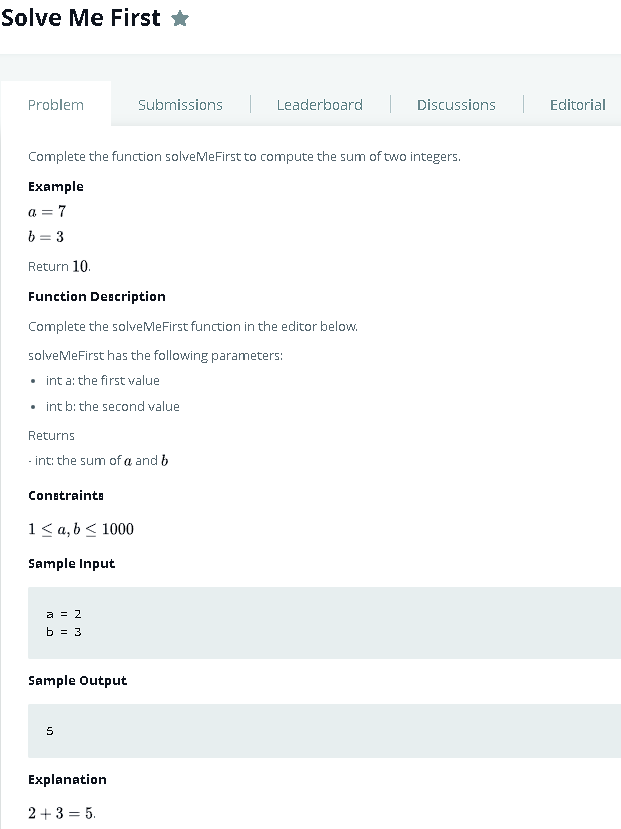 Solve Me First
Problem
Submissions
Leaderboard
Discussions
Editorial
Complete the function solveMeFirst to compute the sum of two integers.
Example
a = 7
b = 3
Return 10.
Function Description
Complete the solveMeFirst function in the editor below.
solveMeFirst has the following parameters:
• int a: the first value
• int b: the second value
Returns
- int: the sum of a and b
Constraints
1 ≤ a, b ≤ 1000
Sample Input
a = 2
b = 3
Sample Output
5
Explanation
2 + 3 = 5.